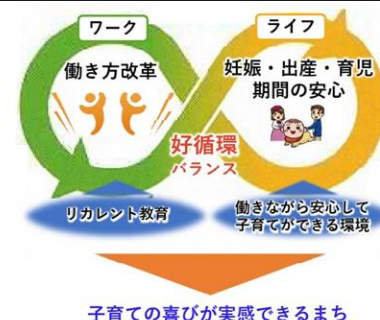 ワーク
ライフ
働き方改革
妊娠・出産・育児
期間の安心
好循環
バランス
リカレント教育
働きながら安心して
子育てができる環境
子育ての喜びが実感できるまち